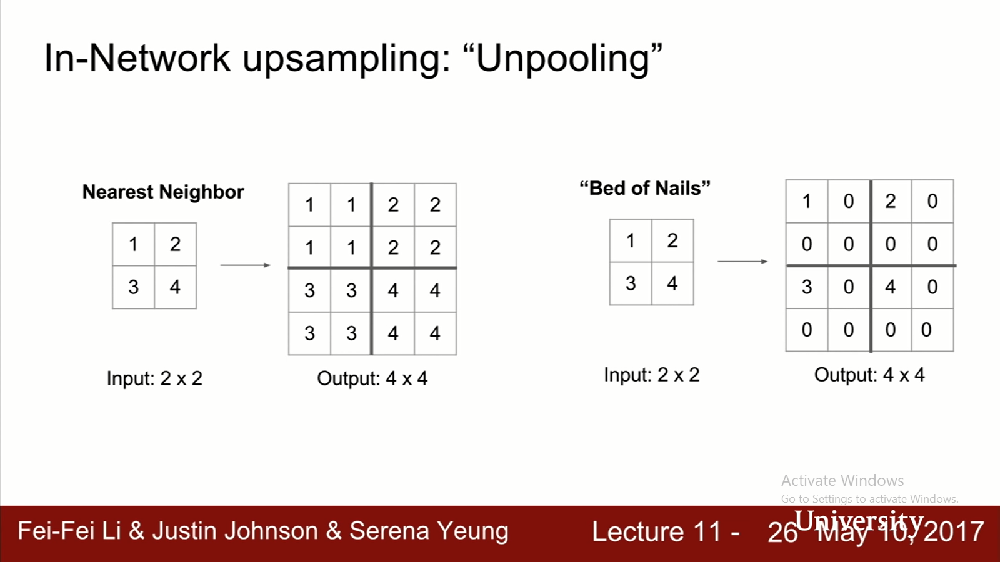 In-Network upsampling: “Unpooling”
Nearest Neighbor
1 2
3 4
Input: 2 x 2
1 1 2 2
1 1 2 2
3 3 4 4
3 3 4 4
Output: 4 x 4
“Bed of Nails”
1 2
3 4
Input: 2 x 2
1 0 2 0
0 0 0 0
3 0 4 0
0 0 0 0
Output: 4 x 4
Activate Windows
Go to Settings to activate Windows.
University
Fei-Fei Li & Justin Johnson & Serena Yeung
Lecture 11 - 26 May 10, 2017